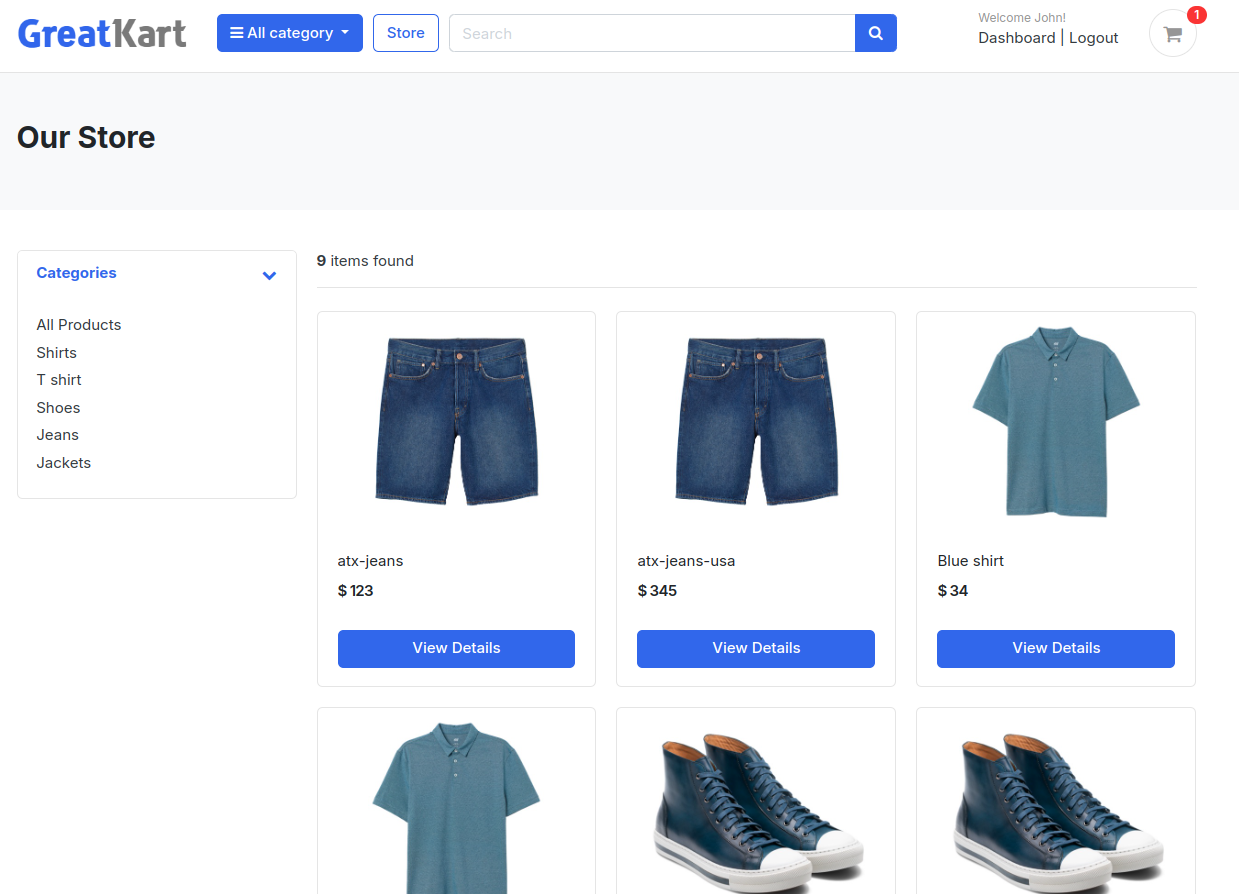 GreatKart
All category
Store
Search
Welcome John!
Dashboard | Logout
1
Our Store
Categories
All Products
Shirts
T shirt
Shoes
Jeans
Jackets
9 items found
atx-jeans
$ 123
View Details
atx-jeans-usa
$ 345
View Details
Blue shirt
$ 34
View Details